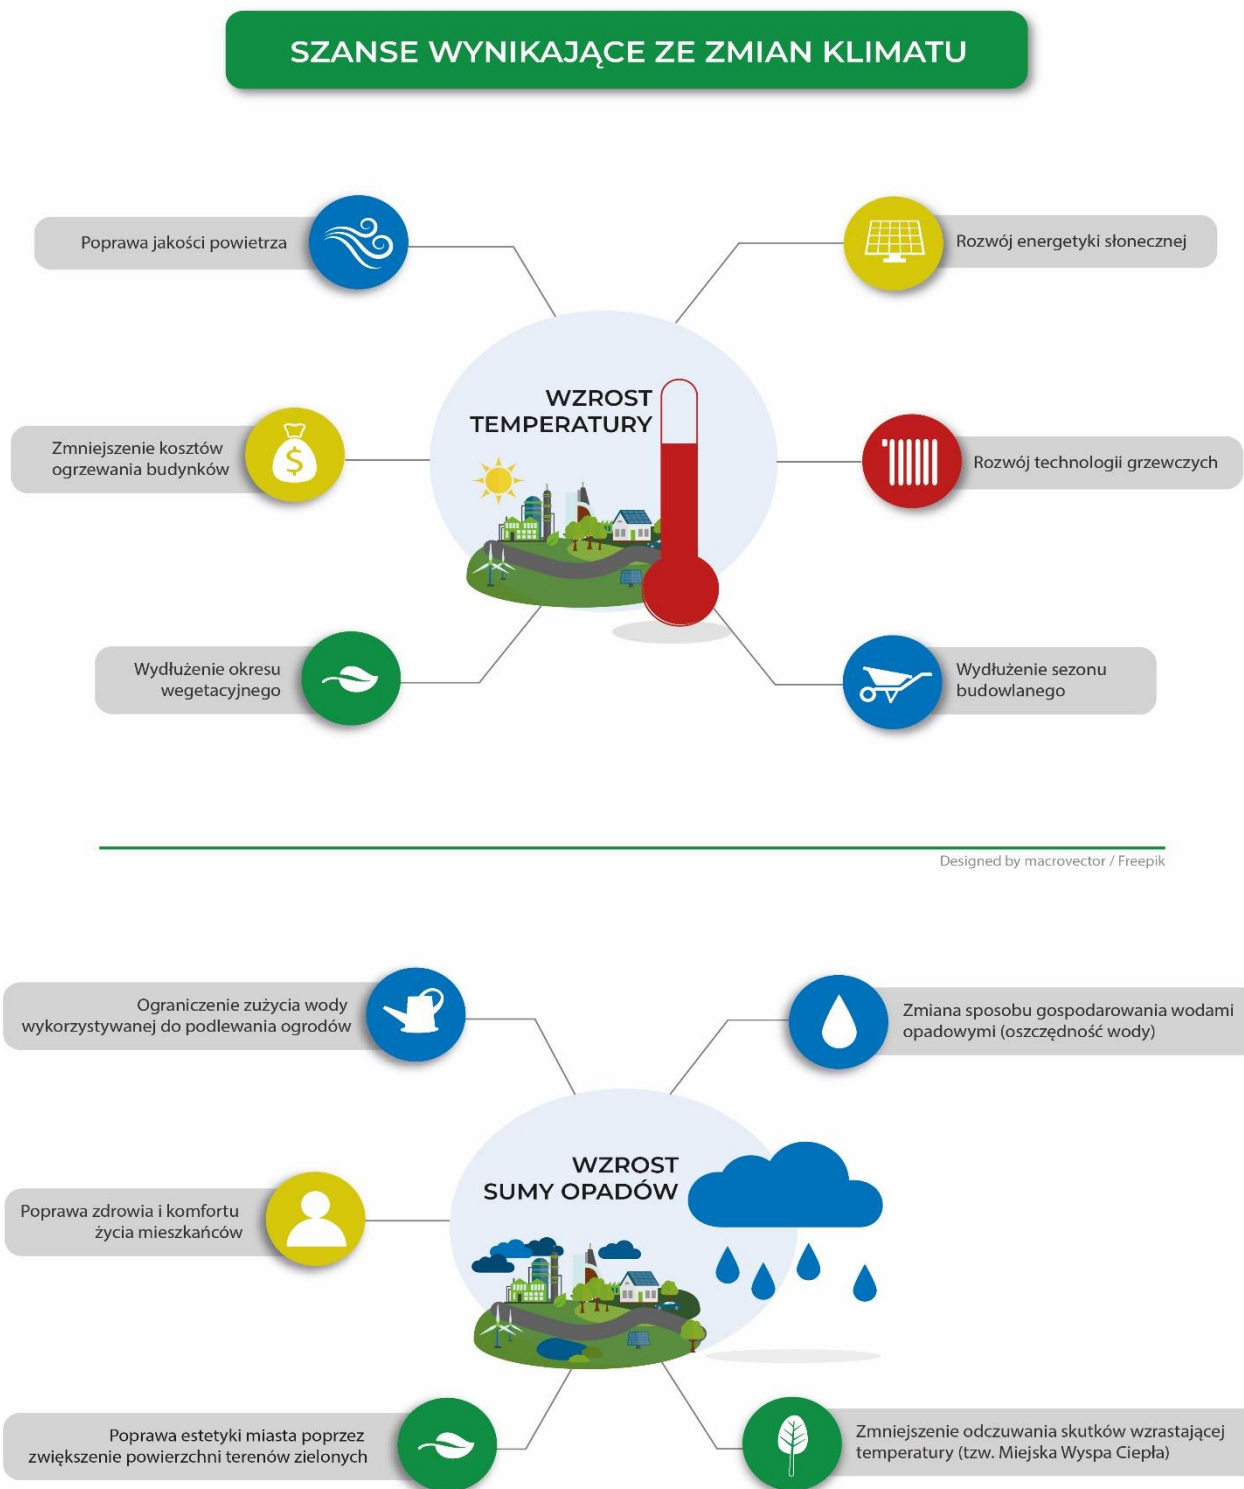 SZANSE WYNIKAJĄCE ZE ZMIAN KLIMATU
Poprawa jakości powietrza
Rozwój energetyki słonecznej
WZROST
TEMPERATURY
Zmniejszenie kosztów
ogrzewania budynków
Rozwój technologii grzewczych
Wydłużenie okresu
wegetacyjnego
Wydłużenie sezonu
budowlanego
Designed by macrovector / Freepik
Ograniczenie zużycia wody
wykorzystywanej do podlewania ogrodów
Zmiana sposobu gospodarowania wodami
opadowymi (oszczędność wody)
WZROST
SUMY OPADÓW
Poprawa zdrowia i komfortu
życia mieszkańców
Poprawa estetyki miasta poprzez
zwiększenie powierzchni terenów zielonych
Zmniejszenie odczuwania skutków wzrastającej
temperatury (tzw. Miejska Wyspa Ciepła)